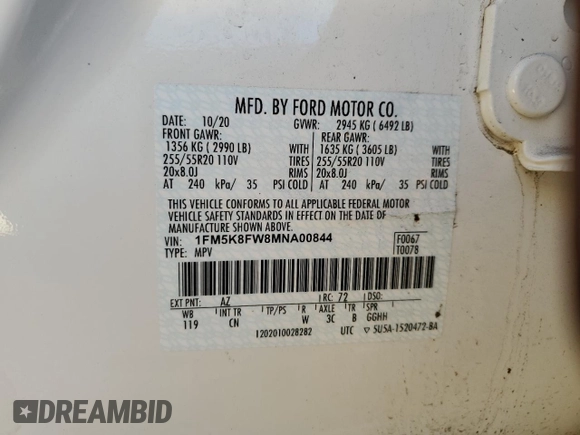 MFD. BY FORD MOTOR CO.
DATE: 10/20 GVWR: 2945 KG ( 6492 LB)
FRONT GAWR: REAR GAWR:
1356 KG ( 2990 LB) WITH 1635 KG ( 3605 LB) WITH
255/55R20 110V TIRES 255/55R20 110V TIRES
20x8.0J RIMS 20x8.0J RIMS
AT 240 kPa/ 35 PSI COLD AT 240 kPa/ 35 PSI COLD
THIS VEHICLE CONFORMS TO ALL APPLICABLE FEDERAL MOTOR
VEHICLE SAFETY STANDARDS IN EFFECT ON THE DATE OF
MANUFACTURE SHOWN ABOVE.
VIN: 1FM5K8FW8MNA00844 F0067
TYPE: MPV T0078
EXT PNT: AZ RC: 72 DSO:
WB INT TR TP/PS R AX TR SPR
119 CN W 3C B GGHH
1202010028282 UTC ▽ 5U5A-1520472-BA
DREAMBID